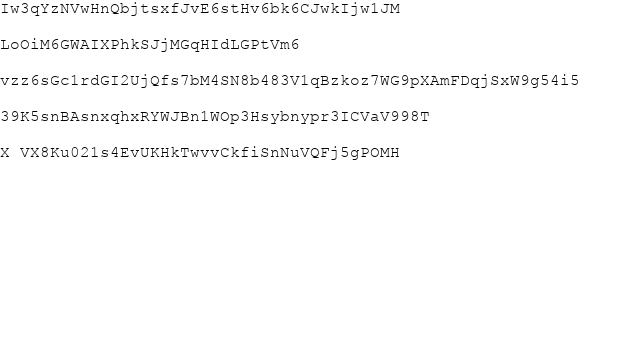 Iw3qYzNVwHnQbjtsxfJvE6stHv6bk6CJwkIjw1JM
LoOiM6GWAIXPhkSJjMGqHIdLGPtVm6
vzz6sGc1rdGI2UjQfs7bM4SN8b483V1qBzkoz7WG9pXAmFDqjSxW9g54i5
39K5snBAsnxqhxRYWJBn1WOp3Hsybnypr3ICVaV998T
X VX8Ku021s4EvUKHkTwvvCkfiSnNuVQFj5gPOMH